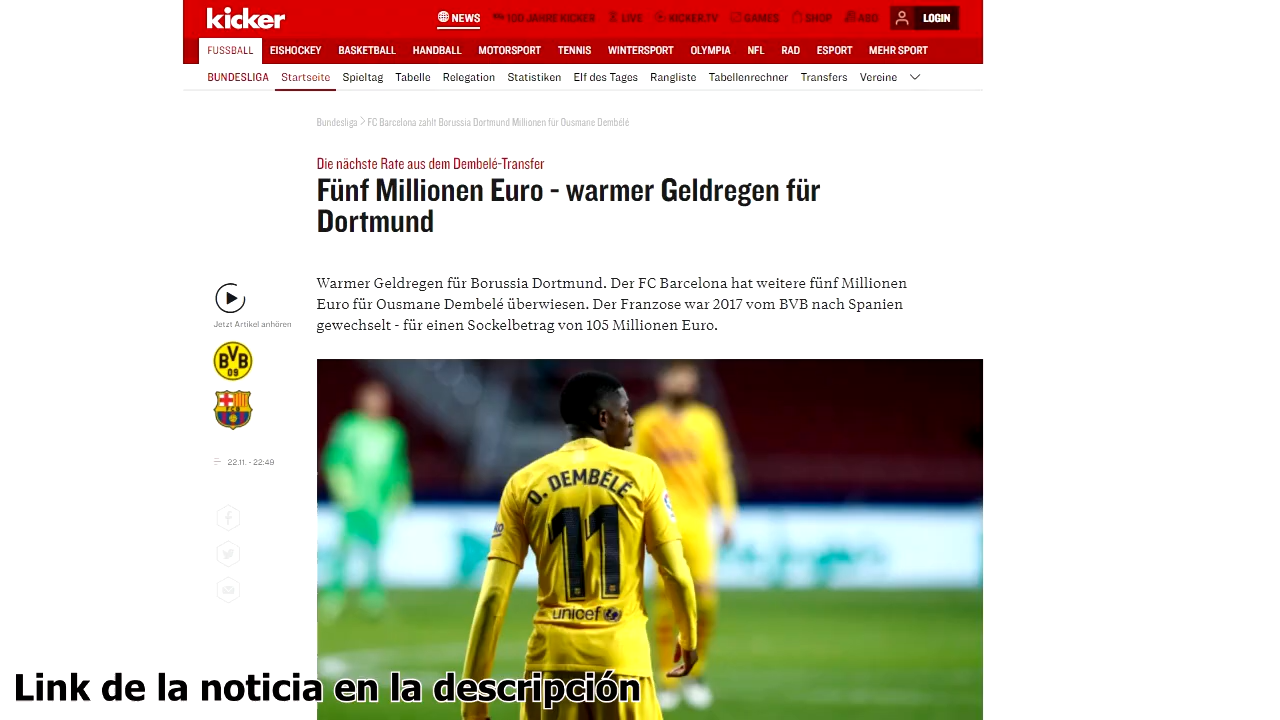 kicker
NEWS 100 JAHRE KICKER LIVE KICKER.TV GAMES SHOP ABO LOGIN
FUSSBALL EISHOCKEY BASKETBALL HANDBALL MOTORSPORT TENNIS WINTERSPORT OLYMPIA NFL RAD ESPORT MEHR SPORT
BUNDESLIGA Startseite Spieltag Tabelle Relegation Statistiken Elf des Tages Rangliste Tabellenrechner Transfers Vereine
Bundesliga > FC Barcelona zahlt Borussia Dortmund Millionen für Ousmane Dembélé
Die nächste Rate aus dem Dembelé-Transfer
Fünf Millionen Euro - warmer Geldregen für
Dortmund
Warmer Geldregen für Borussia Dortmund. Der FC Barcelona hat weitere fünf Millionen
Euro für Ousmane Dembelé überwiesen. Der Franzose war 2017 vom BVB nach Spanien
gewechselt - für einen Sockelbetrag von 105 Millionen Euro.
Jetzt Artikel anhören
BVB
09
FCB
22.11. - 22:49
O. DEMBÉLÉ
11
unicef
Link de la noticia en la descripción